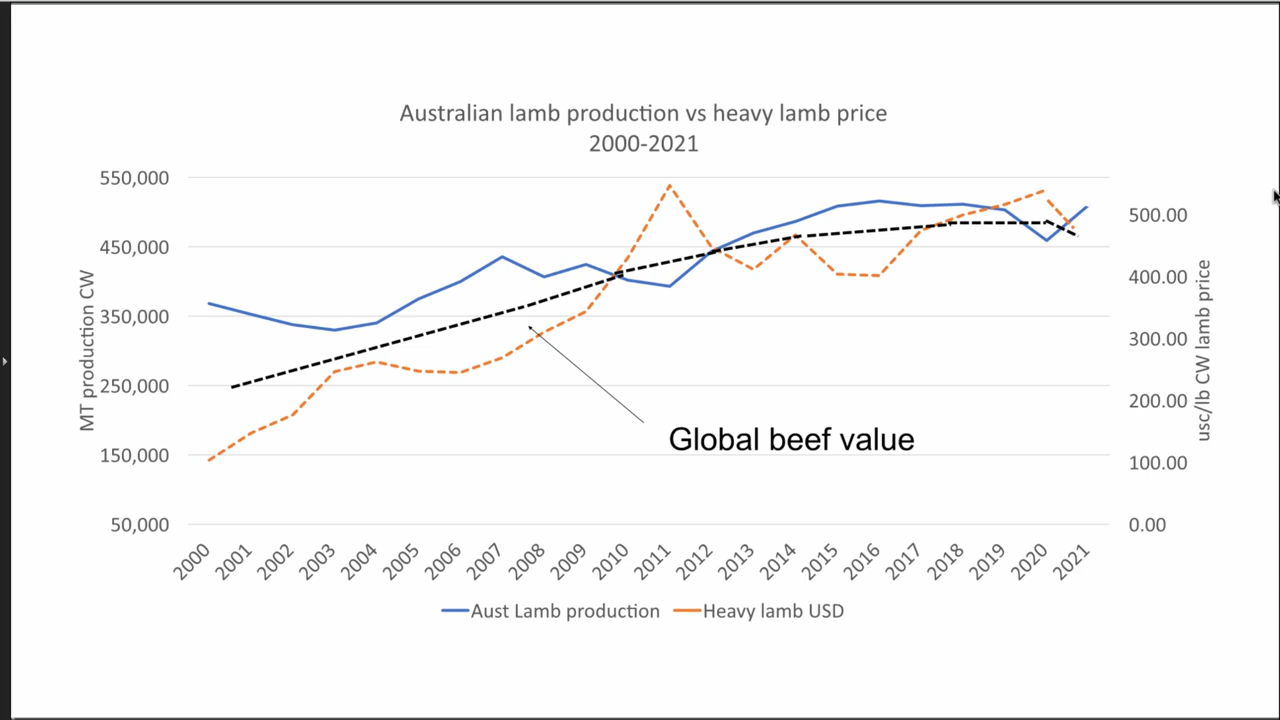 Australian lamb production vs heavy lamb price
2000-2021
MT production CW
550,000
450,000
350,000
250,000
150,000
50,000
500.00
400.00
300.00
200.00
100.00
0.00
usc/lb CW lamb price
Global beef value
2000 2001 2002 2003 2004 2005 2006 2007 2008 2009 2010 2011 2012 2013 2014 2015 2016 2017 2018 2019 2020 2021
Aust Lamb production Heavy lamb USD